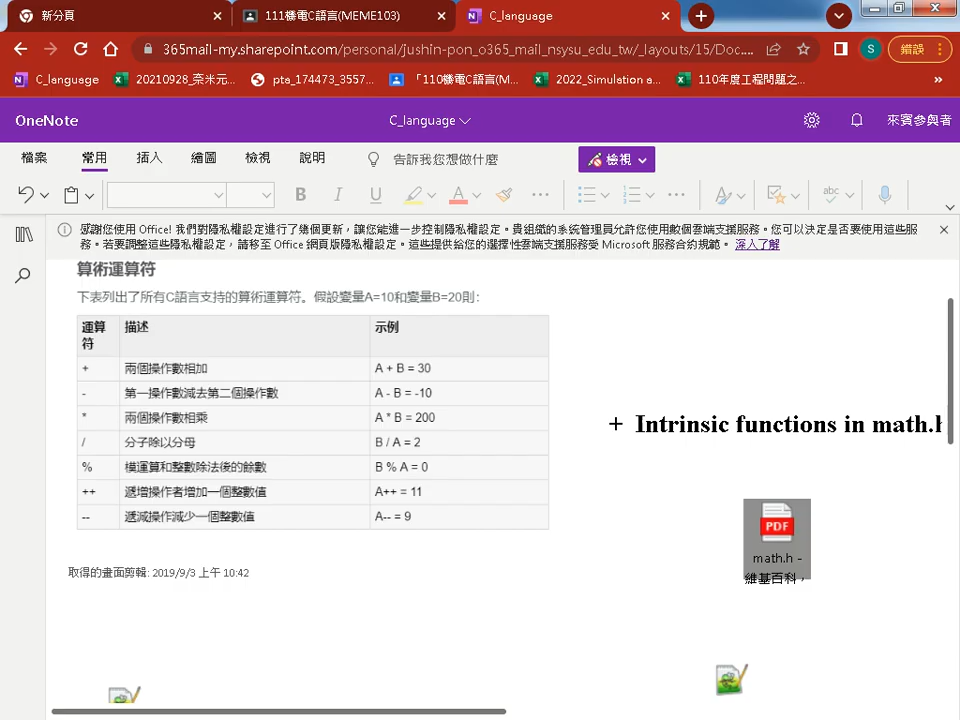 新分頁
111機電C語言(MEME103)
C_language
365mail-my.sharepoint.com/personal/jushin-pon_o365_mail_nsysu_edu_tw/_layouts/15/Doc...
S
錯誤
C_language
20210928_奈米元...
pta_174473_3557...
「110機電C語言(M...
2022_Simulation a...
110年度工程問題之...
»
OneNote
C_language
來賓參與者
檔案
常用
插入
繪圖
檢視
說明
告訴我您想做什麼
檢視
B I U A ... ... abc
感謝您使用 Office! 我們對隱私權設定進行了幾個更新，讓您能進一步控制隱私權設定。貴組織的系統管理員允許您使用數個雲端支援服務。您可以決定是否要使用這些服
務。若要調整這些隱私權設定，請移至 Office 網頁版隱私權設定。這些提供給您的選擇性雲端支援服務受 Microsoft 服務合約規範。 深入了解
算術運算符
下表列出了所有C語言支持的算術運算符。假設變量A=10和變量B=20則：
運算
符
描述
示例
+ 兩個操作數相加 A + B = 30
- 第一操作數減去第二個操作數 A - B = -10
* 兩個操作數相乘 A * B = 200
/ 分子除以分母 B / A = 2
% 模運算和整數除法後的餘數 B % A = 0
++ 遞增操作者增加一個整數值 A++ = 11
-- 遞減操作減少一個整數值 A-- = 9
取得的畫面剪輯: 2019/9/3 上午 10:42
+ Intrinsic functions in math.h
PDF
math.h -
維基百科，